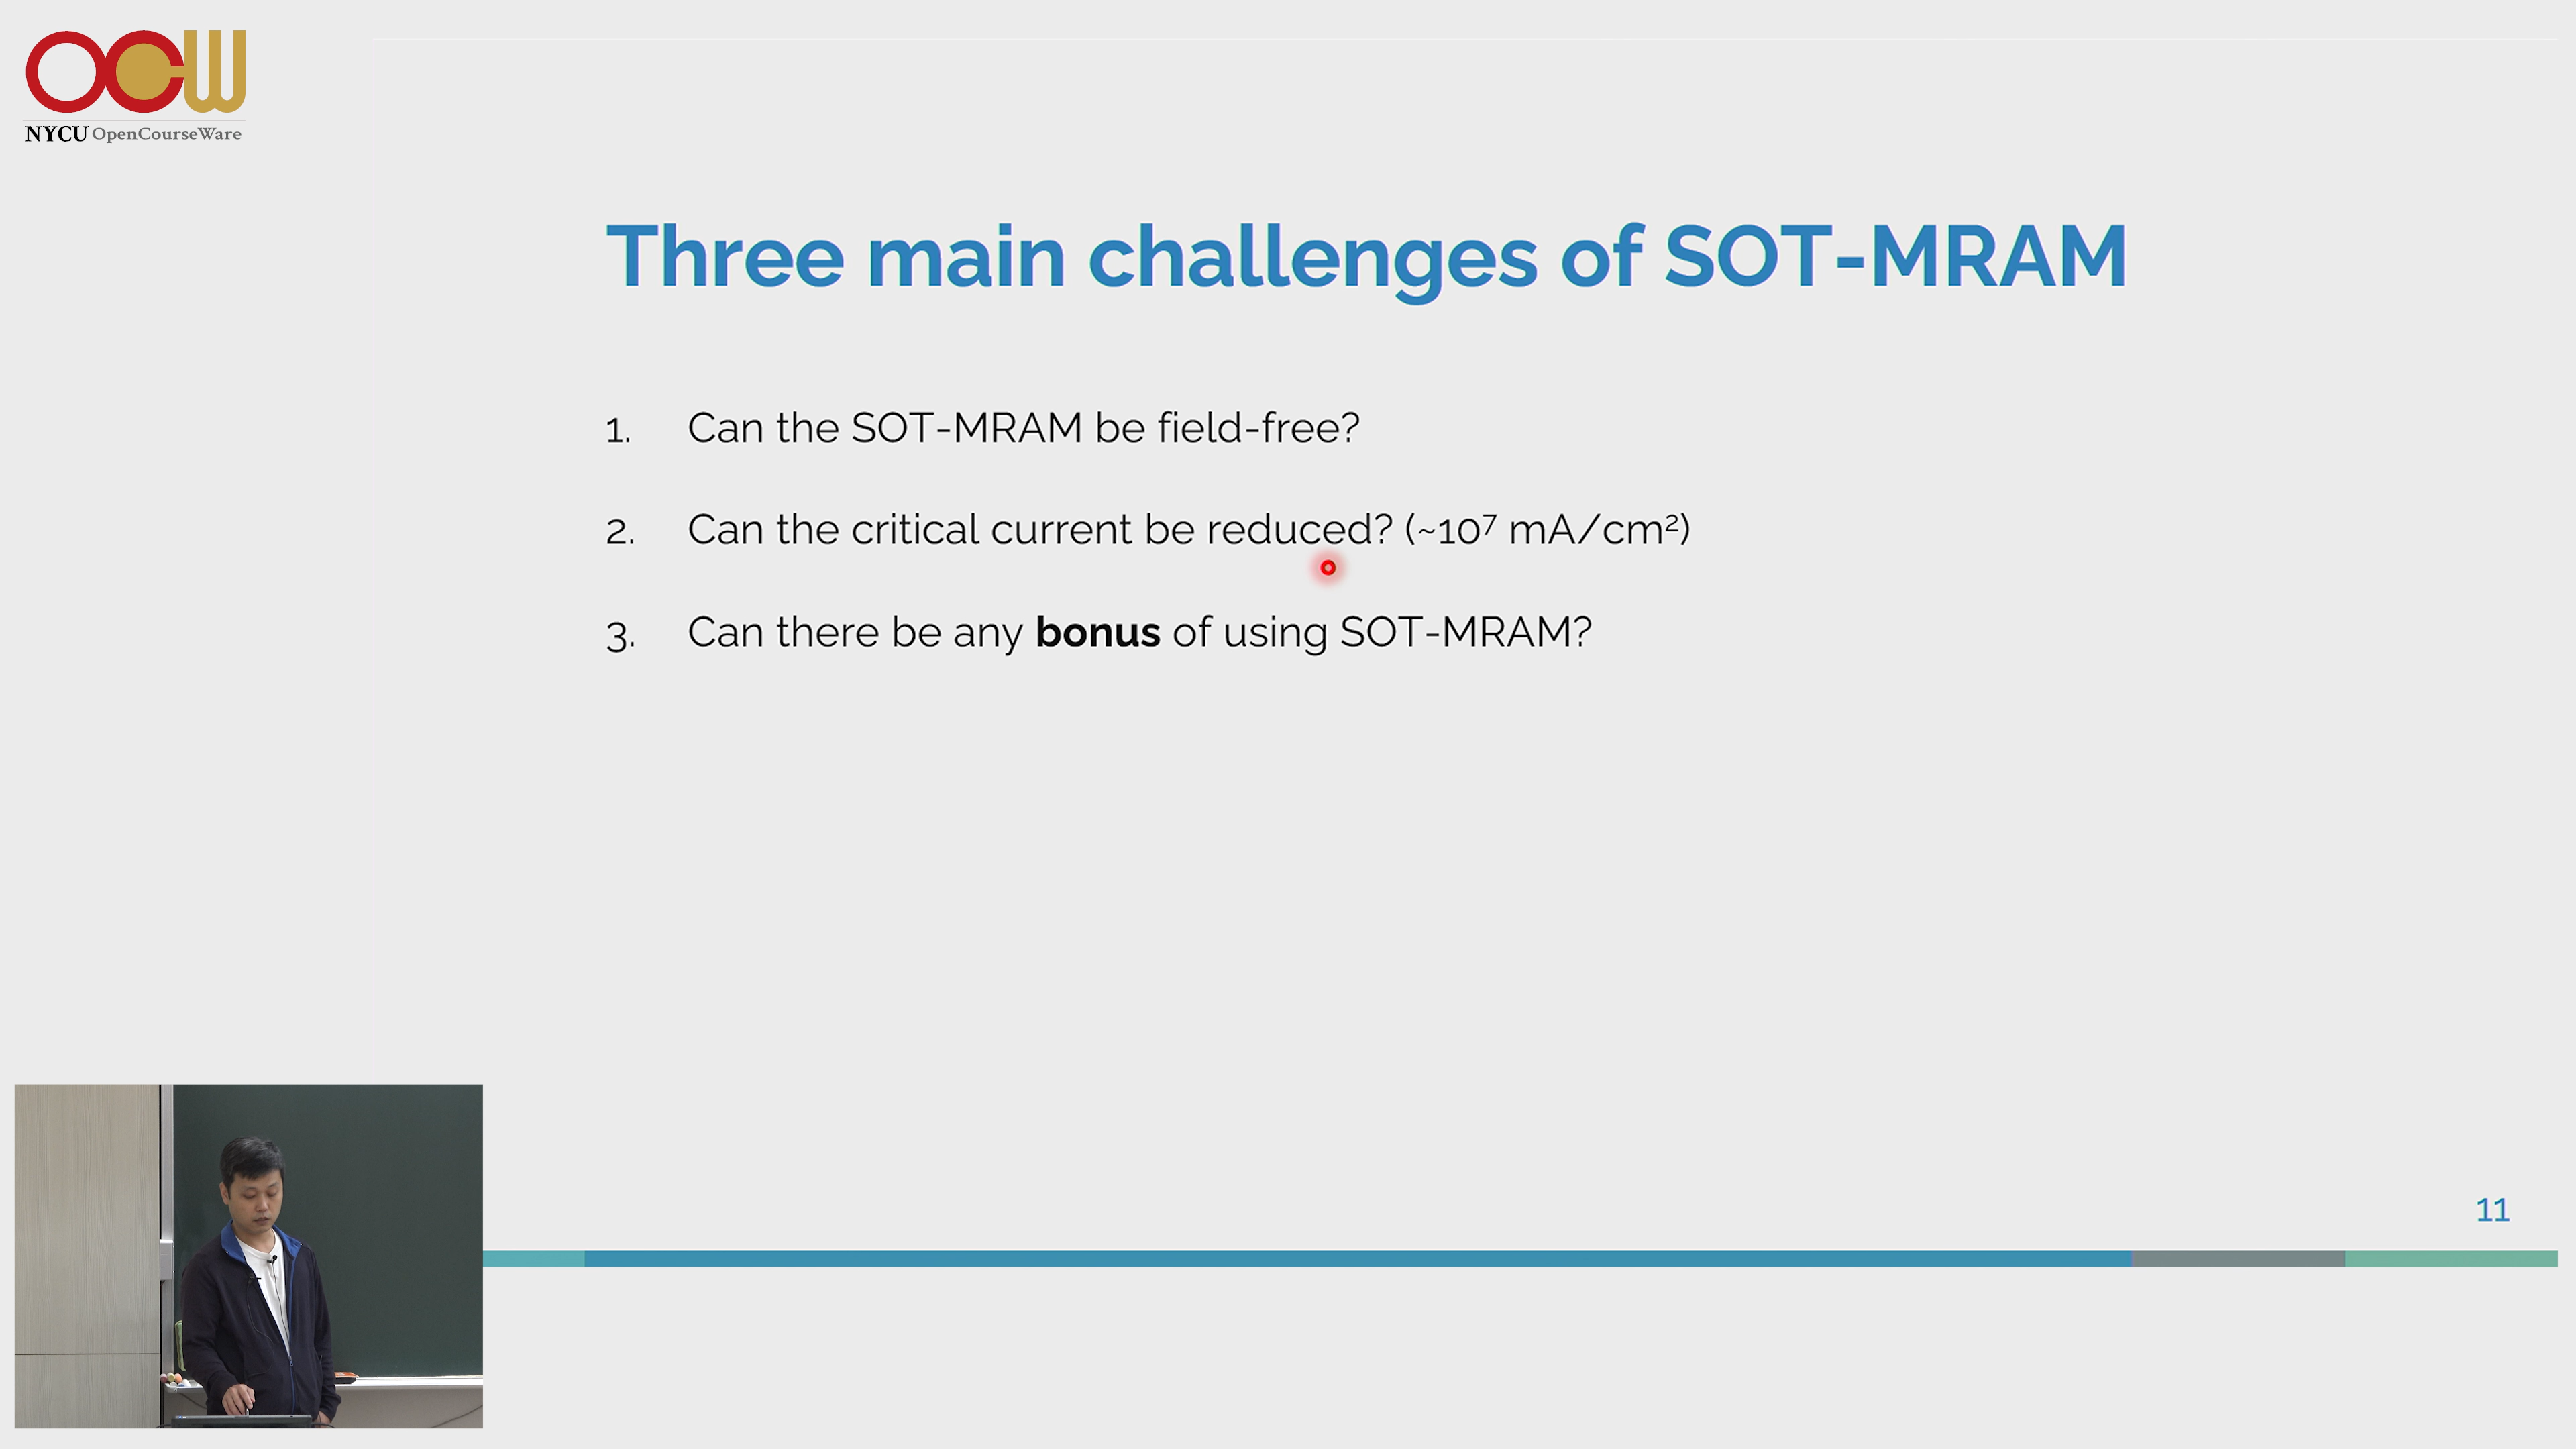 OCW
NYCU OpenCourseWare
Three main challenges of SOT-MRAM
1. Can the SOT-MRAM be field-free?
2. Can the critical current be reduced? (~10⁷ mA/cm²)
3. Can there be any bonus of using SOT-MRAM?
11